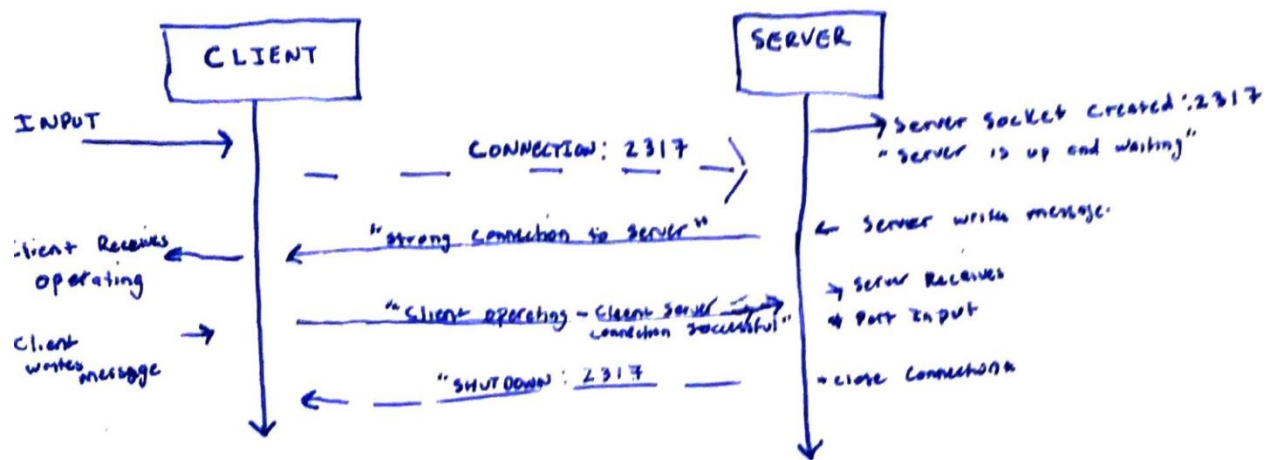 CLIENT
SERVER
INPUT
Server Socket Created: 2317
"Server is up and waiting"
CONNECTION: 2317
"Strong Connection to Server"
Server writes message.
Client Receives
operating
"Client operating - Client Server
connection successful"
Server Receives
Port Input
Client
writes message
"SHUTDOWN: 2317
close Connection